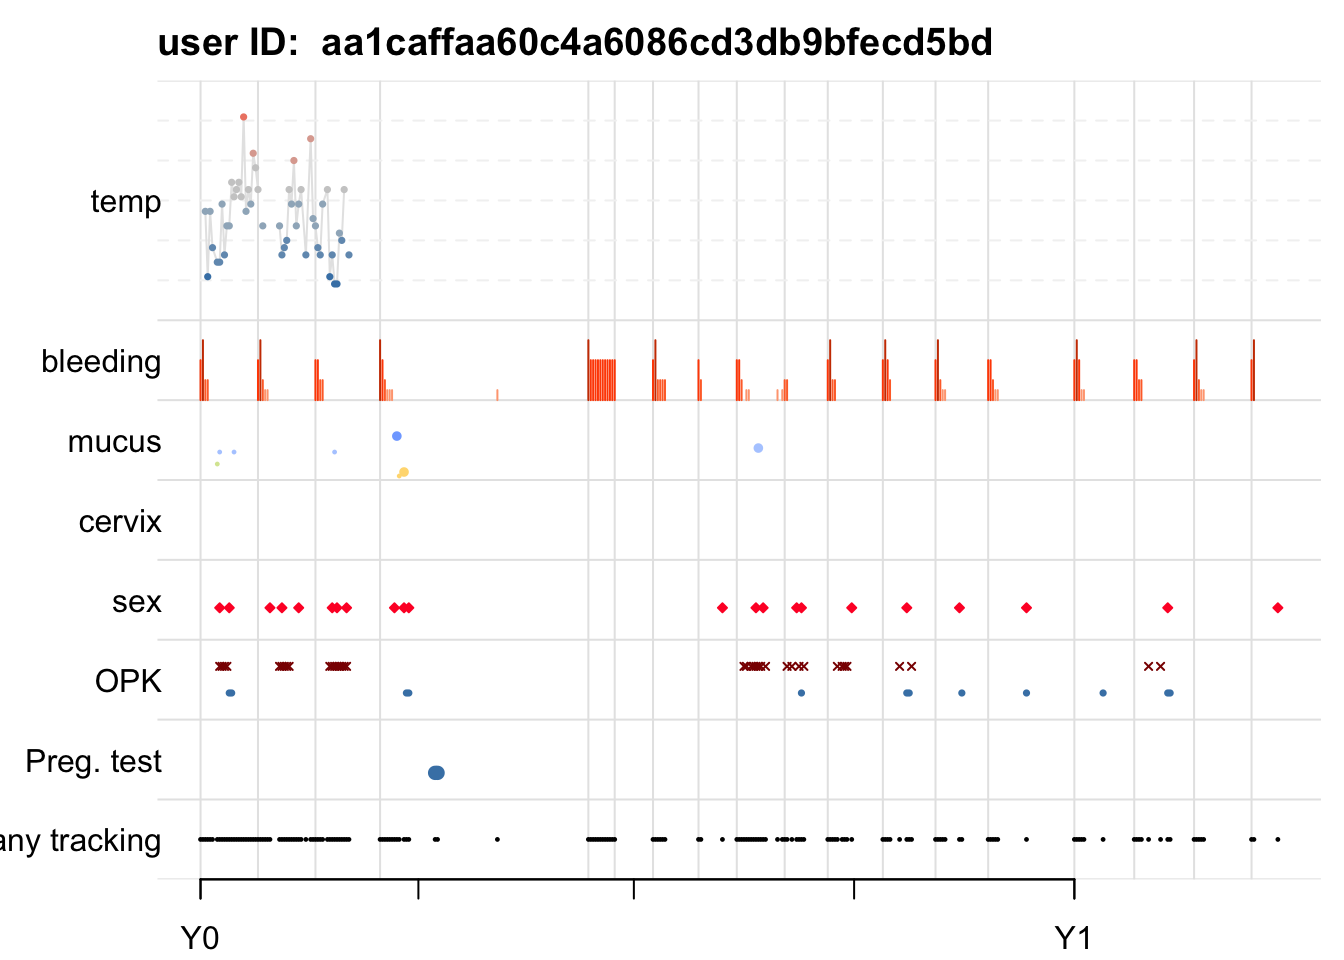 user ID:  aa1caffaa60c4a6086cd3db9bfecd5bd
temp
bleeding
mucus
cervix
sex
OPK
Preg. test
any tracking
Y0 Y1